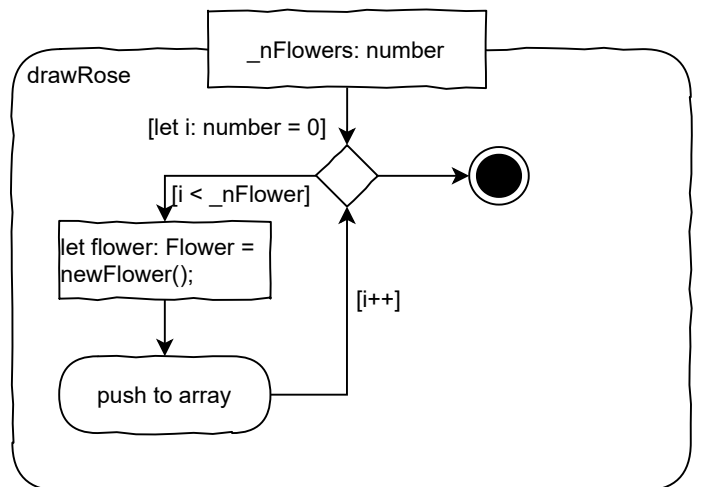 _nFlowers: number
drawRose
[let i: number = 0]
[i < _nFlower]
let flower: Flower =
newFlower();
[i++]
push to array